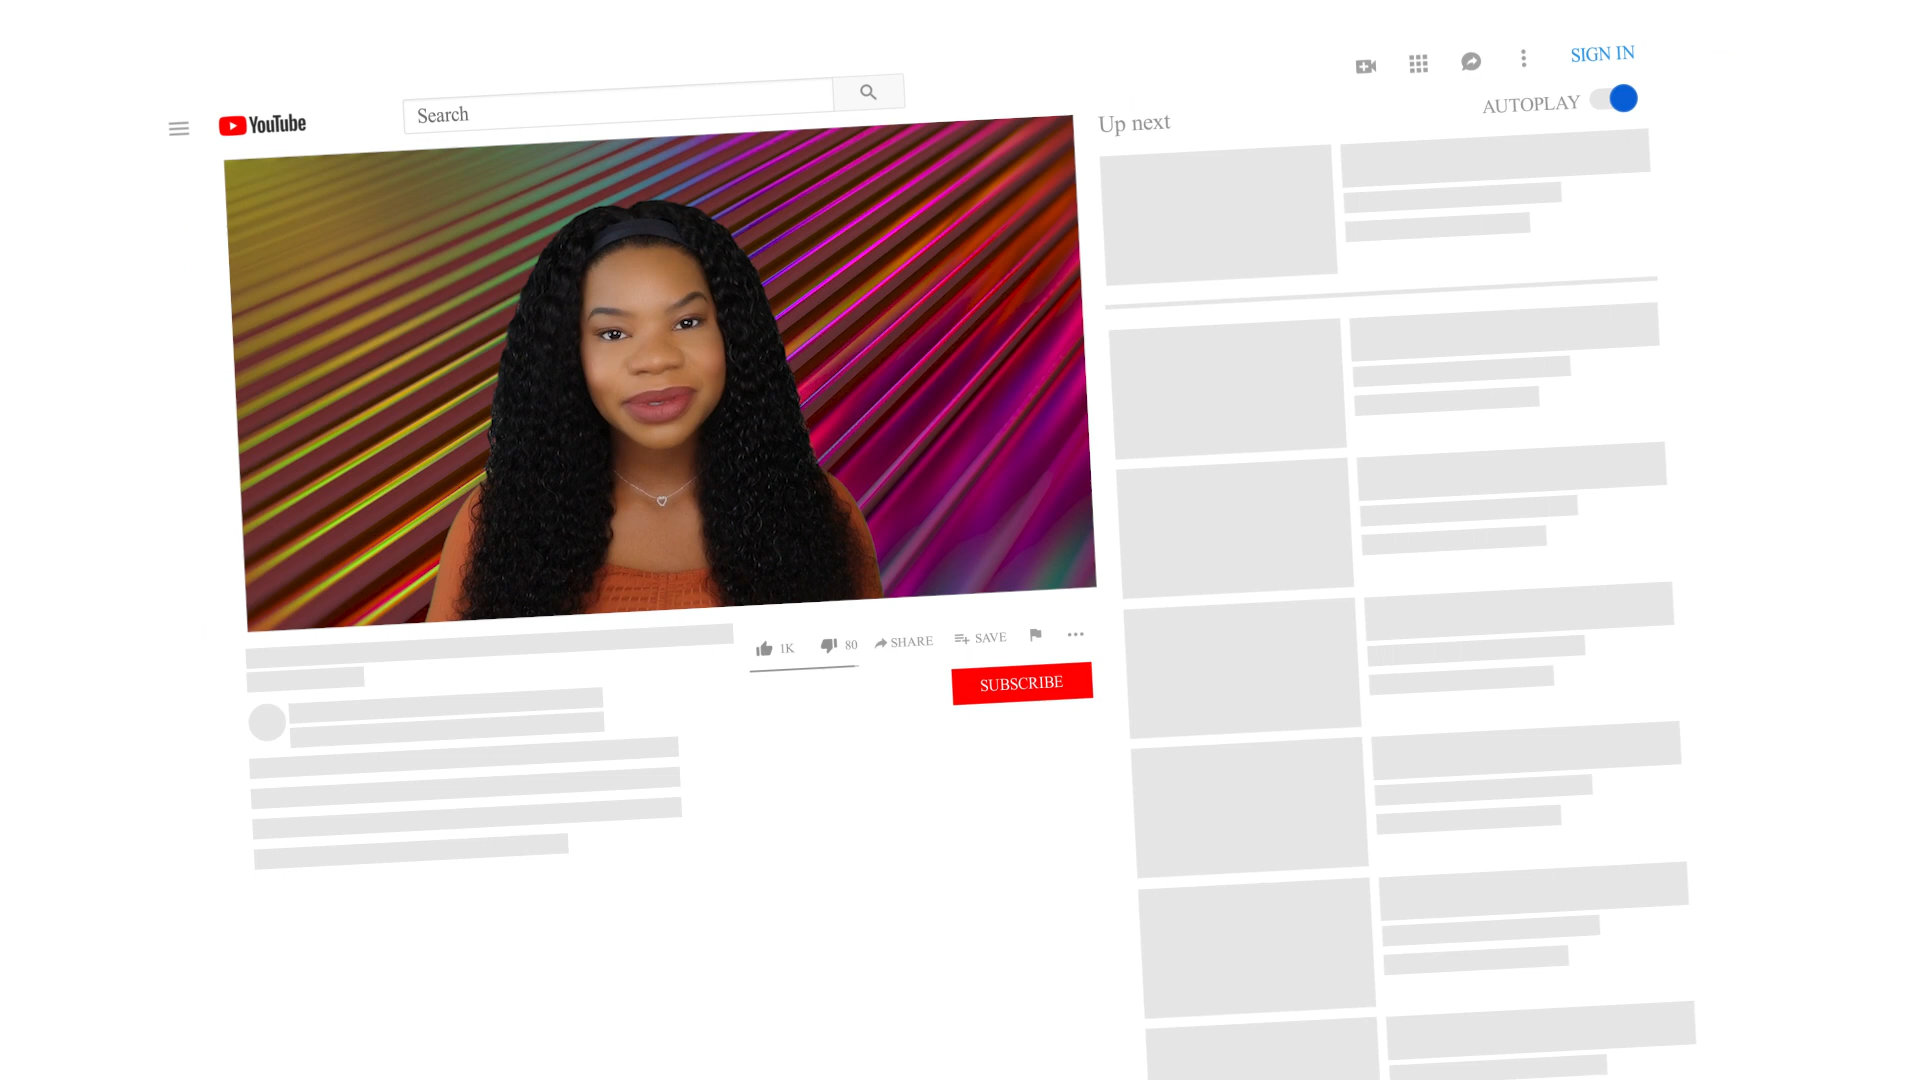 SIGN IN
YouTube
Search
AUTOPLAY
Up next
1K
80
SHARE
SAVE
SUBSCRIBE